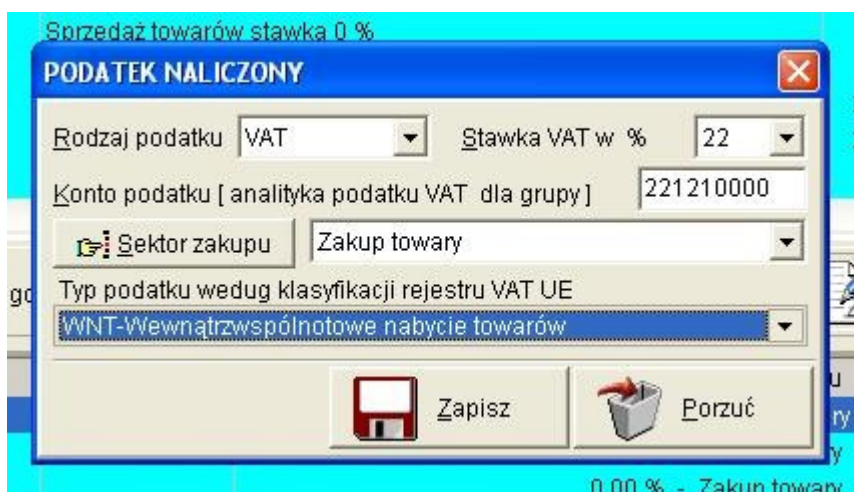 Sprzedaż towarów stawka 0 %
PODATEK NALICZONY
Rodzaj podatku VAT Stawka VAT w % 22
Konto podatku [ analityka podatku VAT dla grupy ] 221210000
Sektor zakupu Zakup towary
Typ podatku wedug klasyfikacji rejestru VAT UE
WNT-Wewnątrzwspólnotowe nabycie towarów
Zapisz Porzuć
0.00 % - Zakup towary